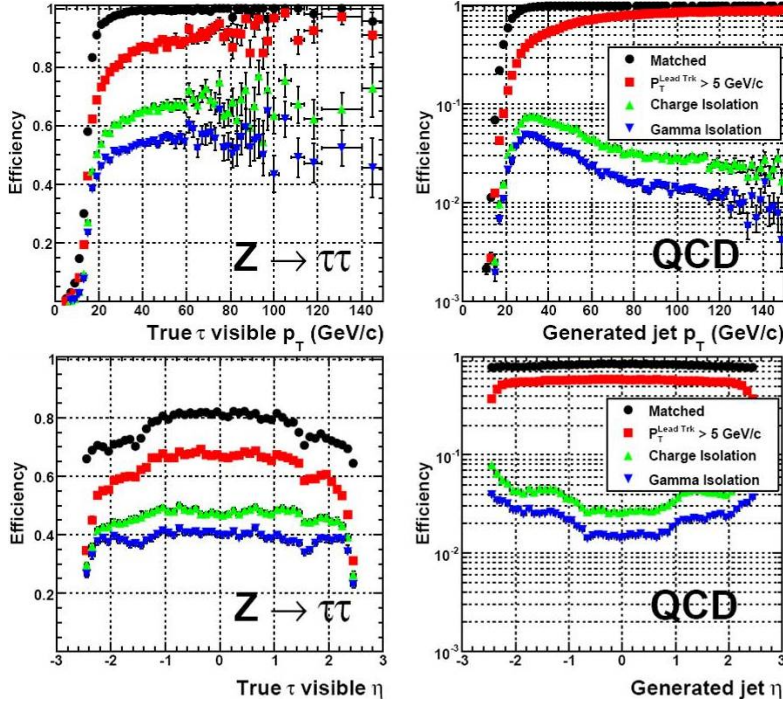 1
0.8
0.6
0.4
0.2
Efficiency
Z → ττ
0 20 40 60 80 100 120 140
True τ visible p_T (GeV/c)
1
10⁻¹
10⁻²
10⁻³
Efficiency
Matched
P_T^Lead Trk > 5 GeV/c
Charge Isolation
Gamma Isolation
QCD
0 20 40 60 80 100 120 140
Generated jet p_T (GeV/c)
1
0.8
0.6
0.4
0.2
Efficiency
Z → ττ
-3 -2 -1 0 1 2 3
True τ visible η
1
10⁻¹
10⁻²
10⁻³
Efficiency
Matched
P_T^Lead Trk > 5 GeV/c
Charge Isolation
Gamma Isolation
QCD
-3 -2 -1 0 1 2 3
Generated jet η